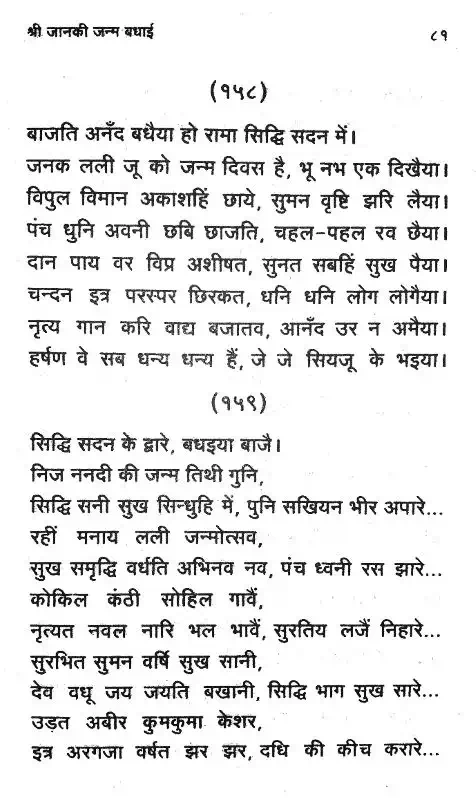 श्री जानकी जन्म बधाई ८१
(१५८)
बाजति अनँद बधैया हो रामा सिद्धि सदन में।
जनक लली जू को जन्म दिवस है, भू नभ एक दिखैया।
विपुल विमान अकाशहिं छाये, सुमन वृष्टि झरि लैया।
पंच धुनि अवनी छबि छाजति, चहल-पहल रव छैया।
दान पाय वर विप्र अशीषत, सुनत सबहिं सुख पैया।
चन्दन इत्र परस्पर छिरकत, धनि धनि लोग लोगैया।
नृत्य गान करि वाद्य बजातव, आनँद उर न अमैया।
हर्षण वे सब धन्य धन्य हैं, जे जे सियजू के भइया।
(१५९)
सिद्धि सदन के द्वारे, बधइया बाजै।
निज ननदी की जन्म तिथी गुनि,
सिद्धि सनी सुख सिन्धुहि में, पुनि सखियन भीर अपारे...
रहीं मनाय लली जन्मोत्सव,
सुख समृद्धि वर्धति अभिनव नव, पंच ध्वनी रस झारे...
कोकिल कंठी सोहिल गावैं,
नृत्यत नवल नारि भल भावैं, सुरतिय लजैं निहारे...
सुरभित सुमन वर्षि सुख सानी,
देव वधू जय जयति बखानी, सिद्धि भाग सुख सारे...
उड़त अबीर कुमकुमा केशर,
इत्र अरगजा वर्षत झर झर, दधि की कीच करारे...